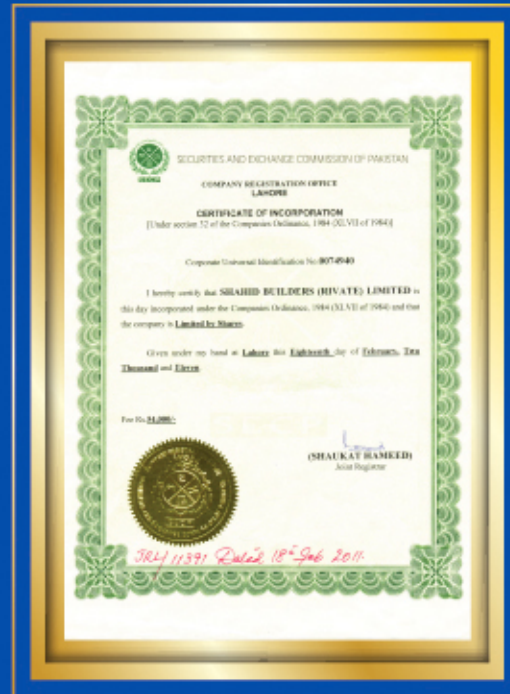 SECURITIES AND EXCHANGE COMMISSION OF PAKISTAN
COMPANY REGISTRATION OFFICE
LAHORE
CERTIFICATE OF INCORPORATION
[Under section 32 of the Companies Ordinance, 1984 (XLVII of 1984)]
Corporate Universal Identification No. 0074940
I hereby certify that SHAHID BUILDERS (RIVATE) LIMITED is
this day incorporated under the Companies Ordinance, 1984 (XLVII of 1984) and that
the company is Limited by Shares.
Given under my hand at Lahore this Eighteenth day of February, Two
Thousand and Eleven.
Fee Rs.
(SHAUKAT HAMEED)
Joint Registrar
11391 Dated 18th Feb 2011.